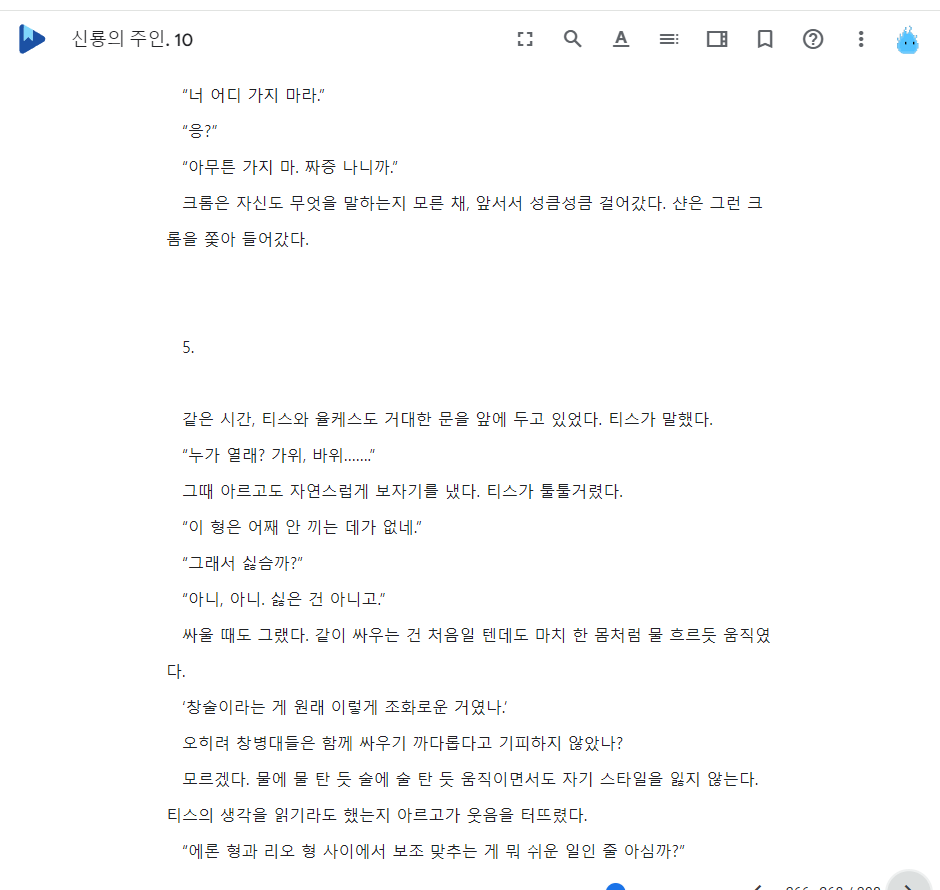 신룡의 주인. 10
“너 어디 가지 마라.”
“응?”
“아무튼 가지 마. 짜증 나니까.”
크롬은 자신도 무엇을 말하는지 모른 채, 앞서서 성큼성큼 걸어갔다. 샨은 그런 크
롬을 쫓아 들어갔다.
5.
같은 시간, 티스와 율케스도 거대한 문을 앞에 두고 있었다. 티스가 말했다.
“누가 열래? 가위, 바위…….”
그때 아르고도 자연스럽게 보자기를 냈다. 티스가 툴툴거렸다.
“이 형은 어째 안 끼는 데가 없네.”
“그래서 싫슴까?”
“아니, 아니. 싫은 건 아니고.”
싸울 때도 그랬다. 같이 싸우는 건 처음일 텐데도 마치 한 몸처럼 물 흐르듯 움직였
다.
‘창술이라는 게 원래 이렇게 조화로운 거였나.’
오히려 창병대들은 함께 싸우기 까다롭다고 기피하지 않았나?
모르겠다. 물에 물 탄 듯 술에 술 탄 듯 움직이면서도 자기 스타일을 잃지 않는다.
티스의 생각을 읽기라도 했는지 아르고가 웃음을 터뜨렸다.
“에론 형과 리오 형 사이에서 보조 맞추는 게 뭐 쉬운 일인 줄 아심까?”